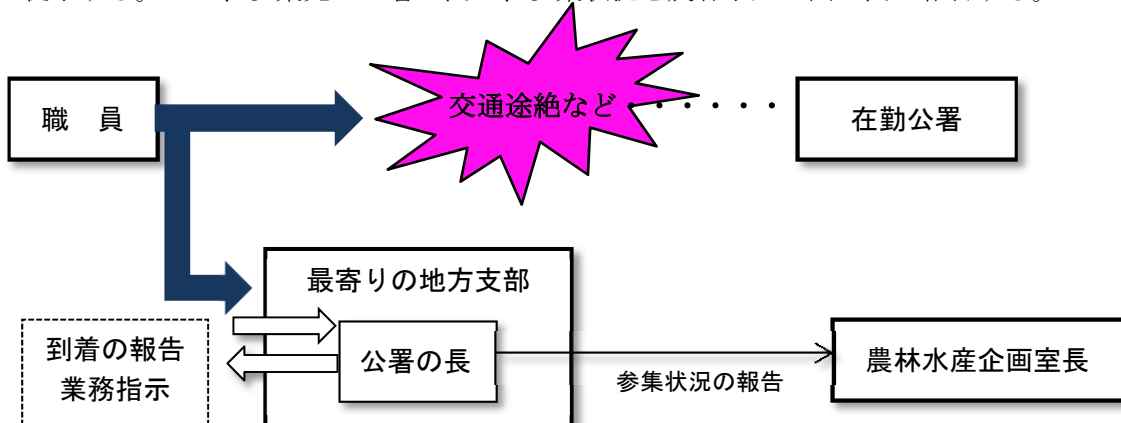 職　員
交通途絶など・・・・・・
在勤公署
最寄りの地方支部
到着の報告
業務指示
公署の長
参集状況の報告
農林水産企画室長